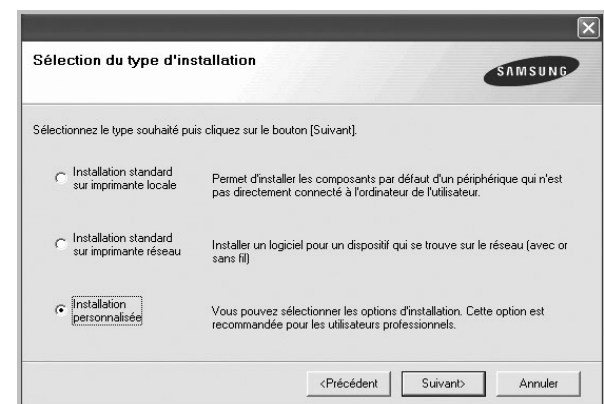 Sélection du type d'installation
SAMSUNG
Sélectionnez le type souhaité puis cliquez sur le bouton [Suivant].
Installation standard
sur imprimante locale
Permet d'installer les composants par défaut d'un périphérique qui n'est
pas directement connecté à l'ordinateur de l'utilisateur.
Installation standard
sur imprimante réseau
Installer un logiciel pour un dispositif qui se trouve sur le réseau (avec or
sans fil)
Installation
personnalisée
Vous pouvez sélectionner les options d'installation. Cette option est
recommandée pour les utilisateurs professionnels.
<Précédent
Suivant>
Annuler